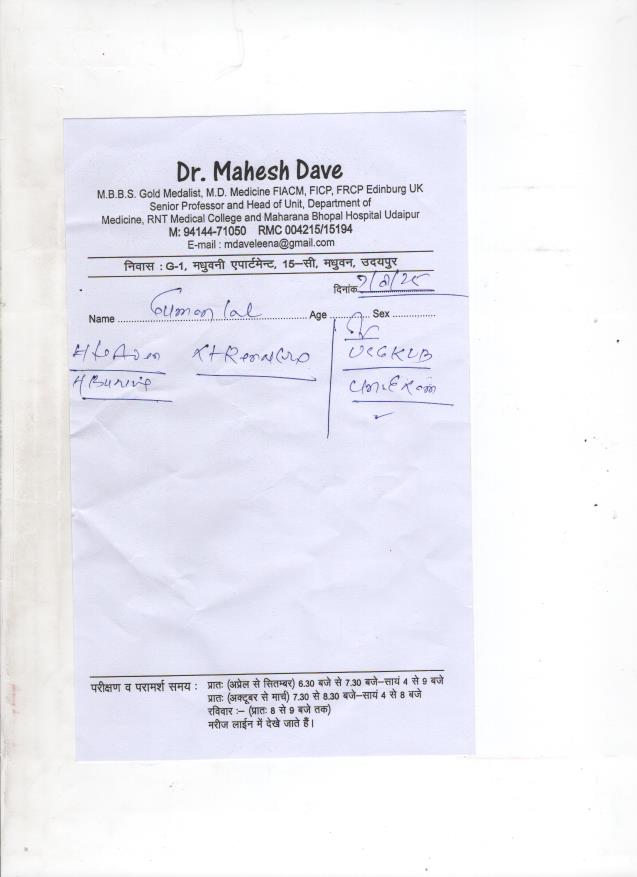 Dr. Mahesh Dave
M.B.B.S. Gold Medalist, M.D. Medicine FIACM, FICP, FRCP Edinburg UK
Senior Professor and Head of Unit, Department of
Medicine, RNT Medical College and Maharana Bhopal Hospital Udaipur
M: 94144-71050 RMC 004215/15194
E-mail : mdaveleena@gmail.com
निवास : G-1, मधुवनी एपार्टमेन्ट, 15–सी, मधुवन, उदयपुर
दिनांक
Name Guman lal Age Sex
USG KUB
परीक्षण व परामर्श समय : प्रातः (अप्रेल से सितम्बर) 6.30 बजे से 7.30 बजे–सायं 4 से 9 बजे
प्रातः (अक्टूबर से मार्च) 7.30 से 8.30 बजे–सायं 4 से 8 बजे
रविवार :– (प्रातः 8 से 9 बजे तक)
मरीज लाईन में देखे जाते हैं।